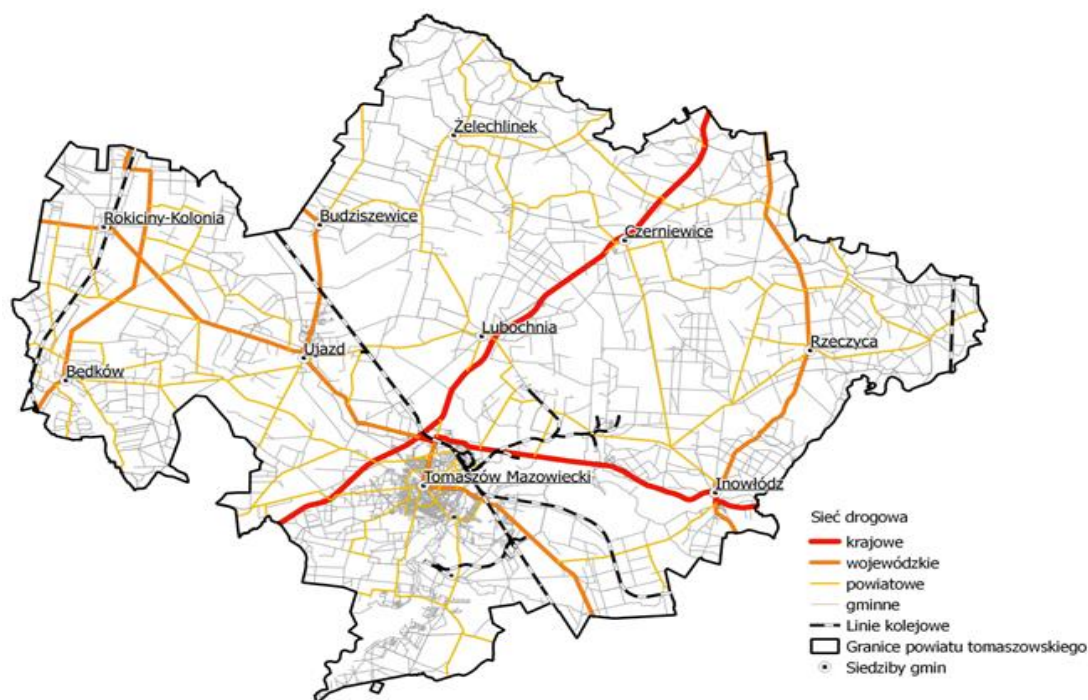 Żelechlinek
Rokiciny-Kolonia
Budziszewice
Czerniewice
Lubochnia
Rzeczyca
Ujazd
Będków
Tomaszów Mazowiecki
Inowłódz
Sieć drogowa
krajowe
wojewódzkie
powiatowe
gminne
Linie kolejowe
Granice powiatu tomaszowskiego
Siedziby gmin